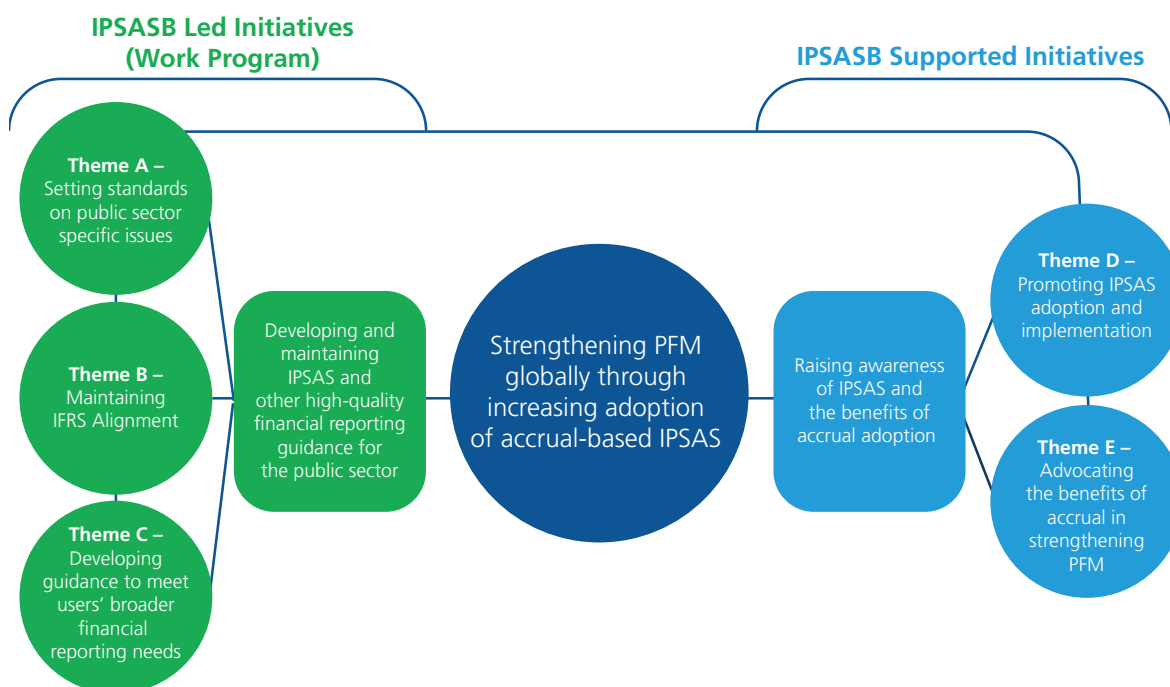 IPSASB Led Initiatives
(Work Program)
IPSASB Supported Initiatives
Theme A –
Setting standards
on public sector
specific issues
Theme B –
Maintaining
IFRS Alignment
Theme C –
Developing
guidance to meet
users’ broader
financial
reporting needs
Developing and
maintaining
IPSAS and
other high-quality
financial reporting
guidance for
the public sector
Strengthening PFM
globally through
increasing adoption
of accrual-based IPSAS
Raising awareness
of IPSAS and
the benefits of
accrual adoption
Theme D –
Promoting IPSAS
adoption and
implementation
Theme E –
Advocating
the benefits of
accrual in
strengthening
PFM